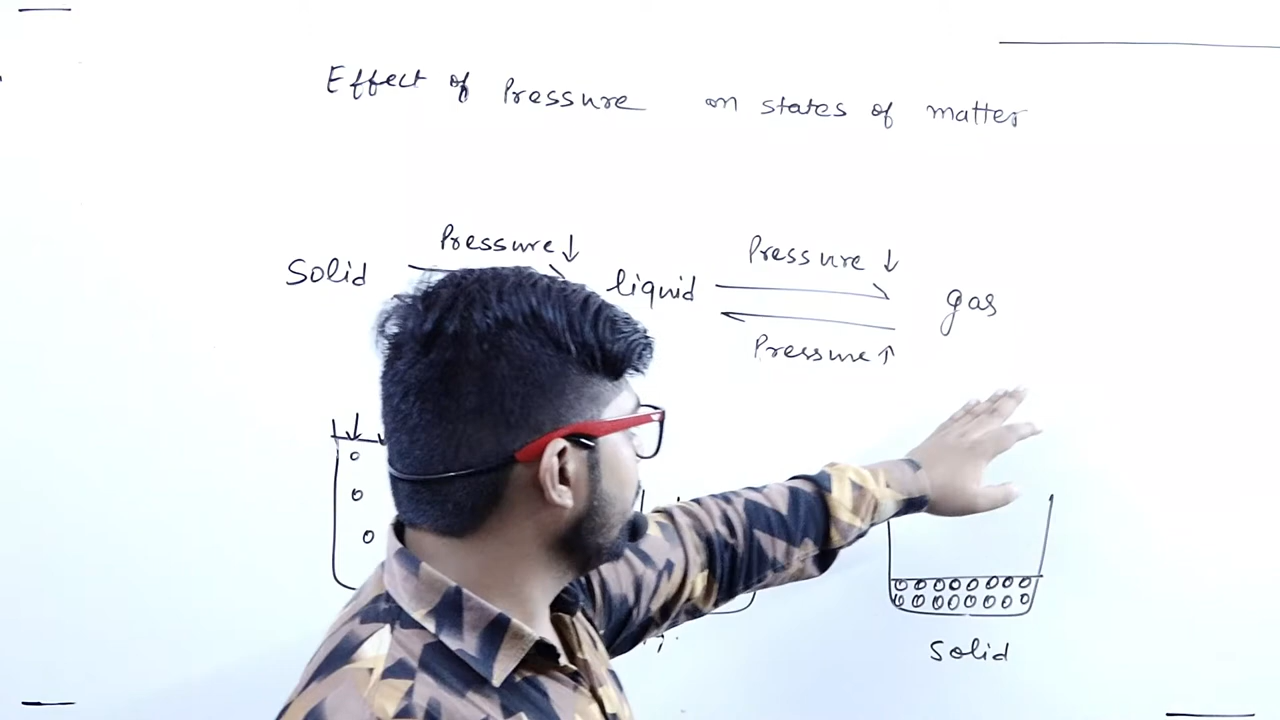 Effect of Pressure on states of matter
Pressure ↓
Pressure ↓
Solid liquid gas
Pressure ↑
Solid